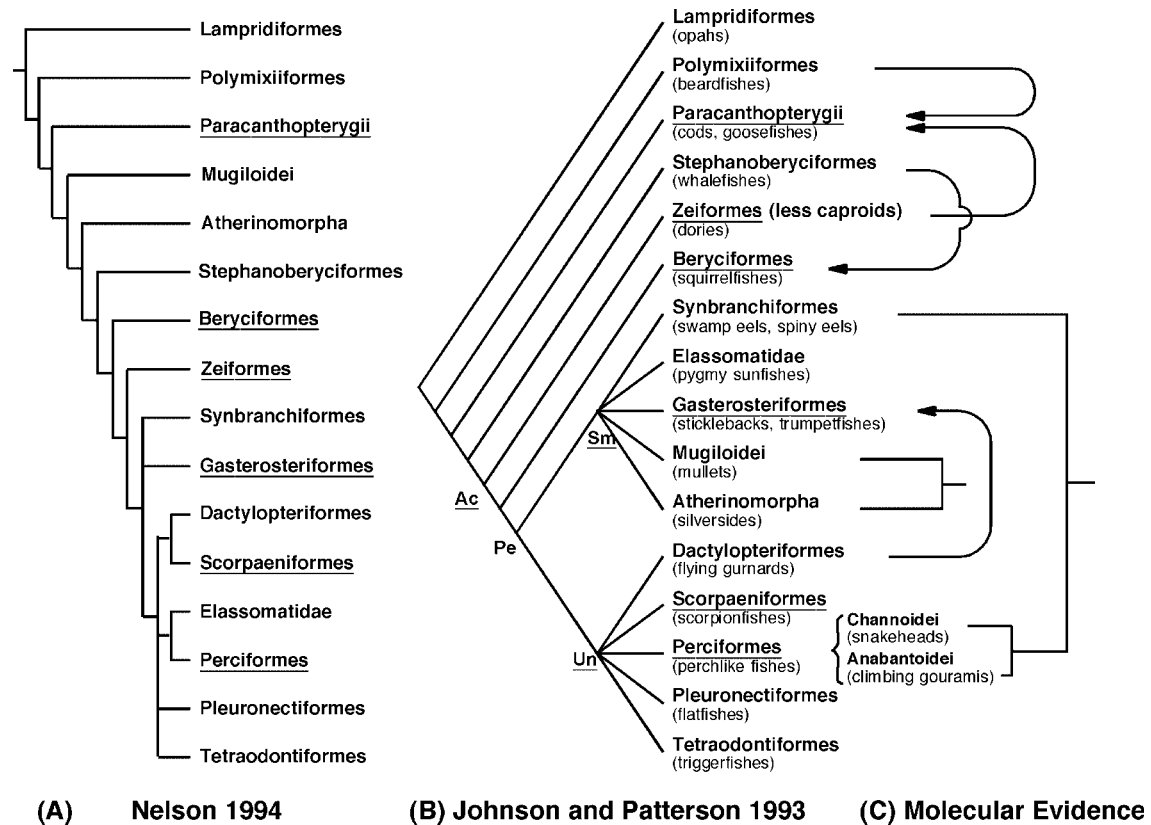 Lampridiformes
Polymixiiformes
Paracanthopterygii
Mugiloidei
Atherinomorpha
Stephanoberyciformes
Beryciformes
Zeiformes
Synbranchiformes
Gasterosteriformes
Dactylopteriformes
Scorpaeniformes
Elassomatidae
Perciformes
Pleuronectiformes
Tetraodontiformes
Lampridiformes
(opahs)
Polymixiiformes
(beardfishes)
Paracanthopterygii
(cods, goosefishes)
Stephanoberyciformes
(whalefishes)
Zeiformes (less caproids)
(dories)
Beryciformes
(squirrelfishes)
Synbranchiformes
(swamp eels, spiny eels)
Elassomatidae
(pygmy sunfishes)
Gasterosteriformes
(sticklebacks, trumpetfishes)
Mugiloidei
(mullets)
Atherinomorpha
(silversides)
Dactylopteriformes
(flying gurnards)
Scorpaeniformes
(scorpionfishes)
Perciformes
(perchlike fishes)
Pleuronectiformes
(flatfishes)
Tetraodontiformes
(triggerfishes)
Ac
Pe
Sm
Un
Channoidei
(snakeheads)
Anabantoidei
(climbing gouramis)
(A) Nelson 1994
(B) Johnson and Patterson 1993
(C) Molecular Evidence